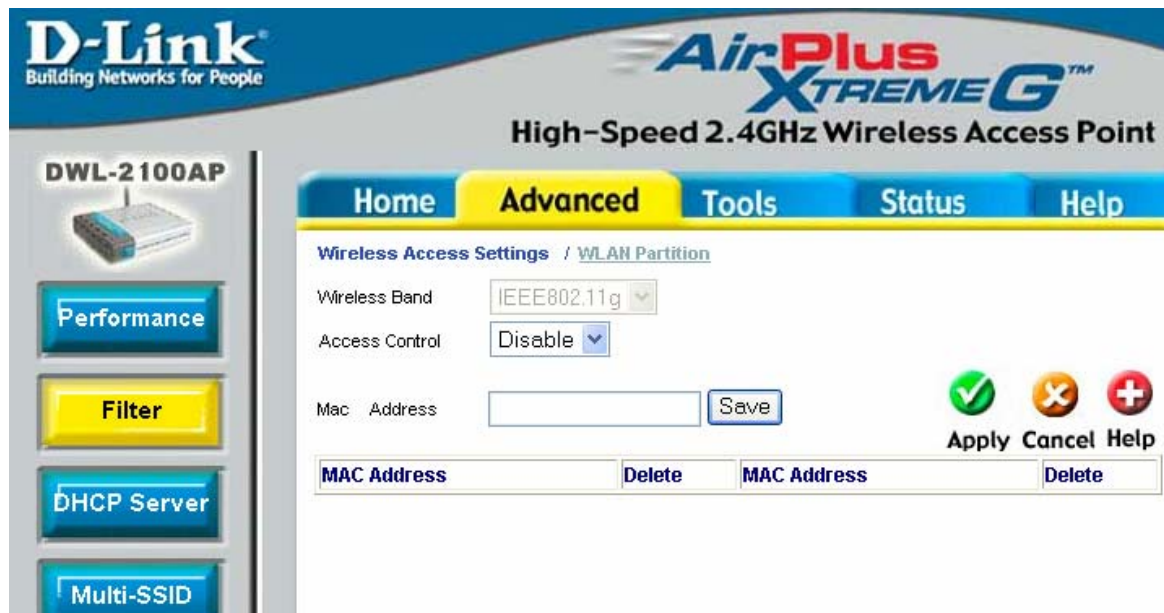 D-Link
Building Networks for People
AirPlus
XTREME G™
High-Speed 2.4GHz Wireless Access Point
DWL-2100AP
Home Advanced Tools Status Help
Wireless Access Settings / WLAN Partition
Wireless Band IEEE802.11g
Access Control Disable
Mac Address Save
Apply Cancel Help
MAC Address Delete MAC Address Delete
Performance
Filter
DHCP Server
Multi-SSID